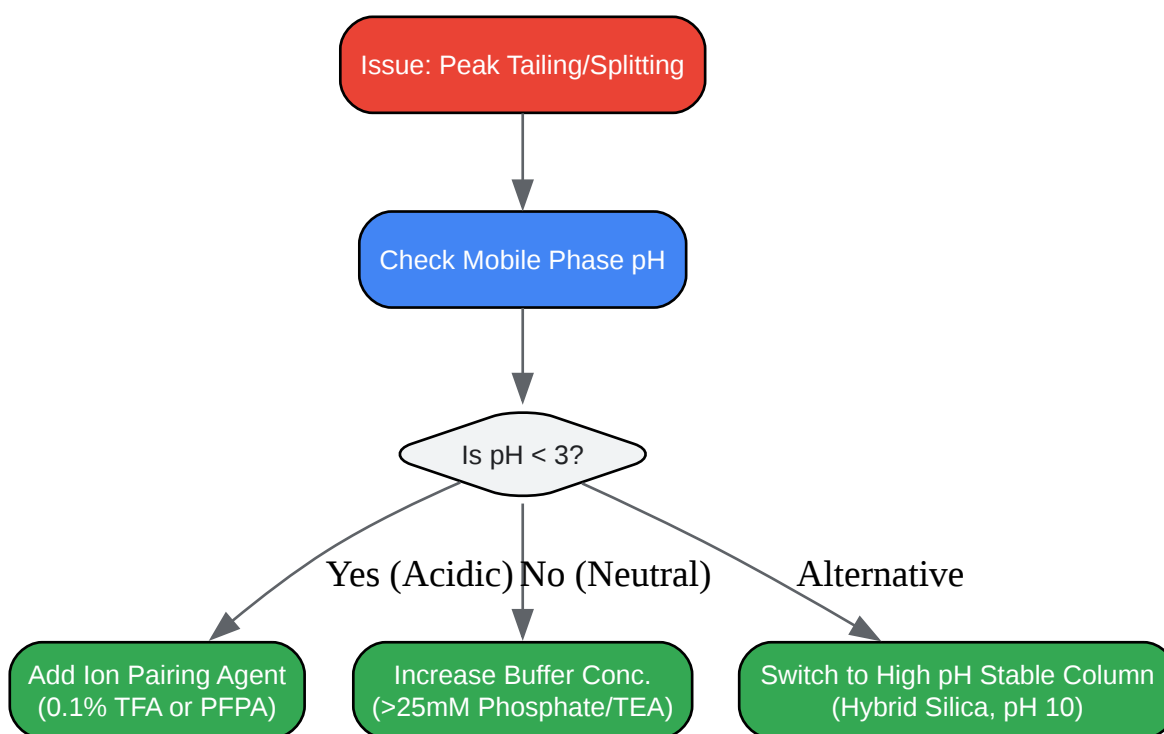 Issue: Peak Tailing/Splitting
Check Mobile Phase pH
Is pH < 3?
Yes (Acidic)
No (Neutral)
Alternative
Add Ion Pairing Agent
(0.1% TFA or PFPA)
Increase Buffer Conc.
(>25mM Phosphate/TEA)
Switch to High pH Stable Column
(Hybrid Silica, pH 10)